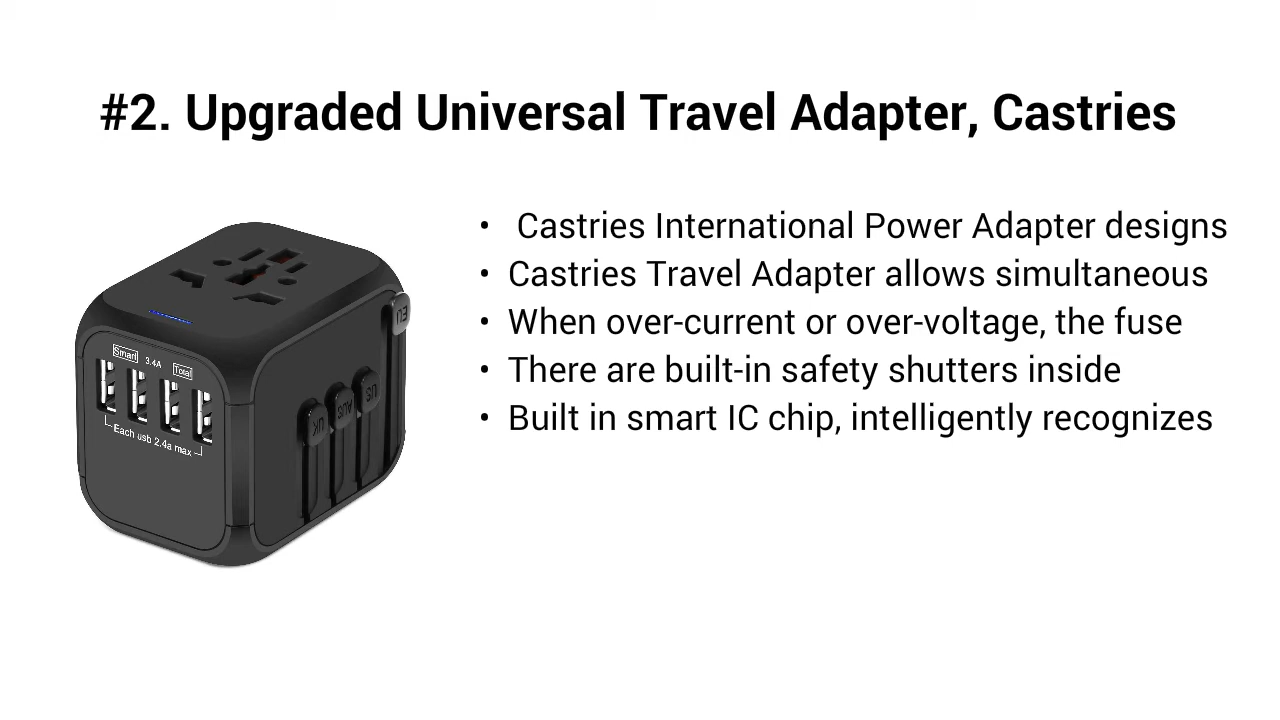 #2. Upgraded Universal Travel Adapter, Castries
• Castries International Power Adapter designs
• Castries Travel Adapter allows simultaneous
• When over-current or over-voltage, the fuse
• There are built-in safety shutters inside
• Built in smart IC chip, intelligently recognizes
Smart 3.4A Total
Each usb 2.4a max
EU
US
AUS
UK